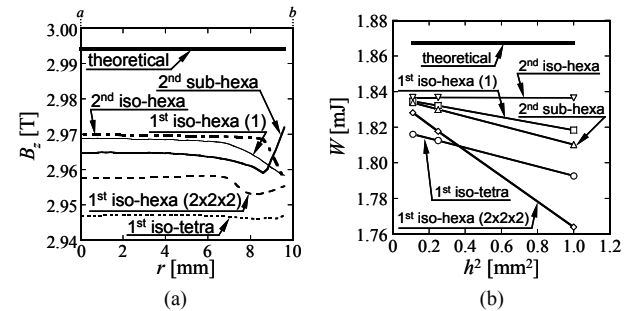 a b
3.00
2.99
2.98
2.97
2.96
2.95
2.94
B_z [T]
theoretical
2nd sub-hexa
2nd iso-hexa
1st iso-hexa (1)
1st iso-hexa (2x2x2)
1st iso-tetra
0 2 4 6 8 10
r [mm]
(a)
1.88
1.86
1.84
1.82
1.80
1.78
1.76
W [mJ]
theoretical
2nd iso-hexa
1st iso-hexa (1)
2nd sub-hexa
1st iso-tetra
1st iso-hexa (2x2x2)
0.0 0.2 0.4 0.6 0.8 1.0 1.2
h² [mm²]
(b)